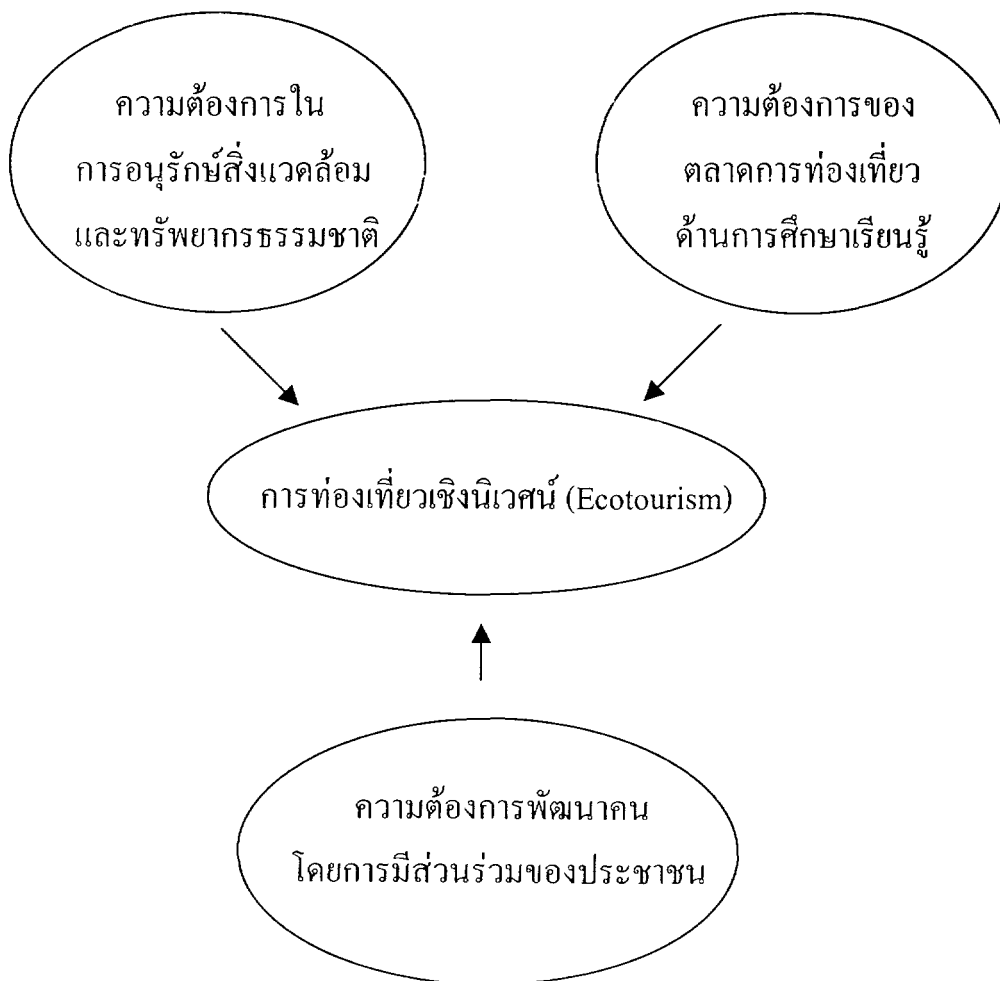 ความต้องการใน
การอนุรักษ์สิ่งแวดล้อม
และทรัพยากรธรรมชาติ
ความต้องการของ
ตลาดการท่องเที่ยว
ด้านการศึกษาเรียนรู้
การท่องเที่ยวเชิงนิเวศน์ (Ecotourism)
ความต้องการพัฒนาคน
โดยการมีส่วนร่วมของประชาชน